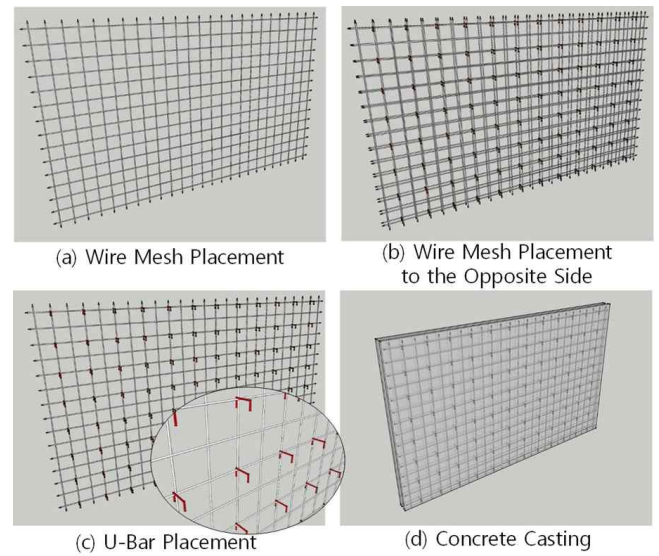 (a) Wire Mesh Placement
(b) Wire Mesh Placement
to the Opposite Side
(c) U-Bar Placement
(d) Concrete Casting